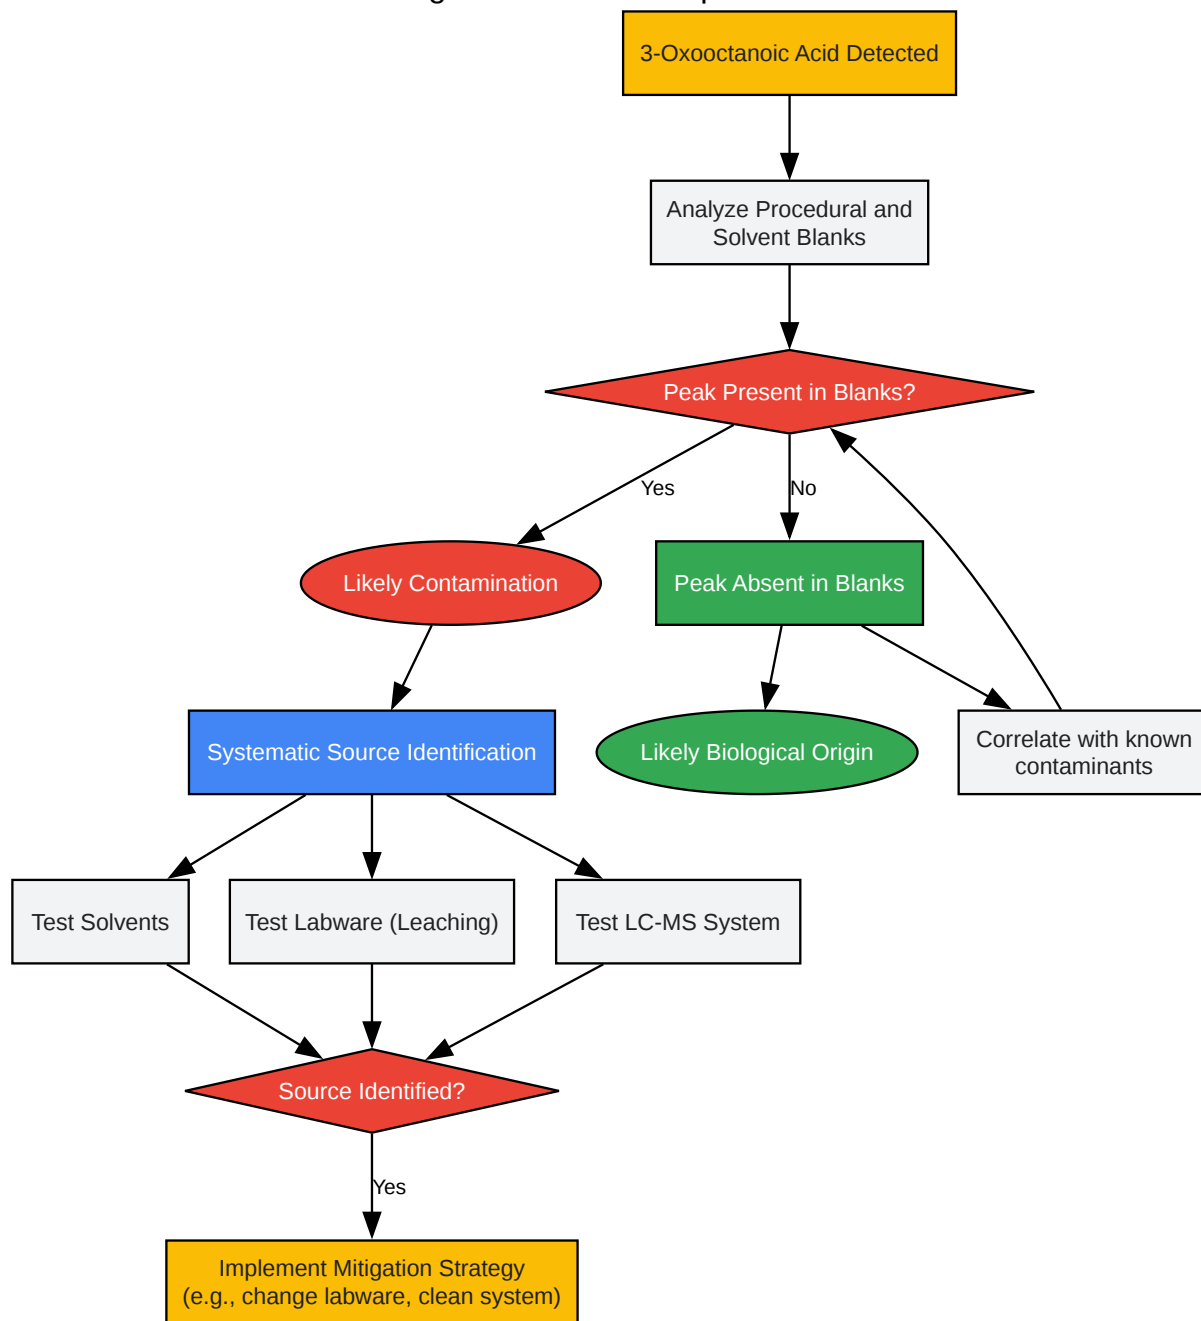 3-Oxooctanoic Acid Detected
Analyze Procedural and
Solvent Blanks
Peak Present in Blanks?
Yes
No
Likely Contamination
Peak Absent in Blanks
Systematic Source Identification
Likely Biological Origin
Correlate with known
contaminants
Test Solvents
Test Labware (Leaching)
Test LC-MS System
Source Identified?
Yes
Implement Mitigation Strategy
(e.g., change labware, clean system)